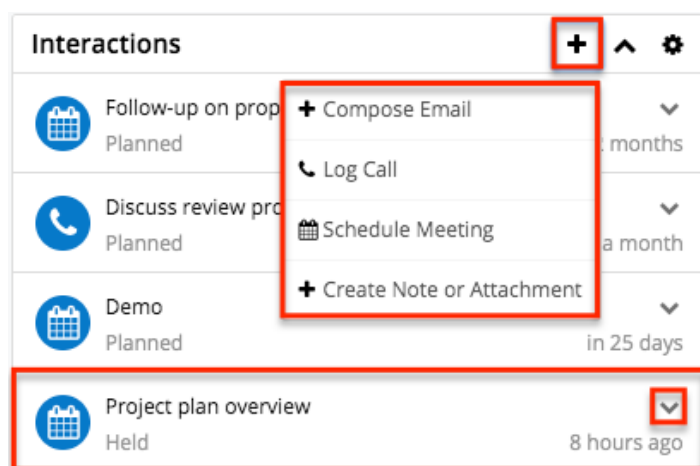 Interactions
Follow-up on prop
Planned
months
Discuss review pro
Planned
a month
Demo
Planned
in 25 days
Project plan overview
Held
8 hours ago
Compose Email
Log Call
Schedule Meeting
Create Note or Attachment